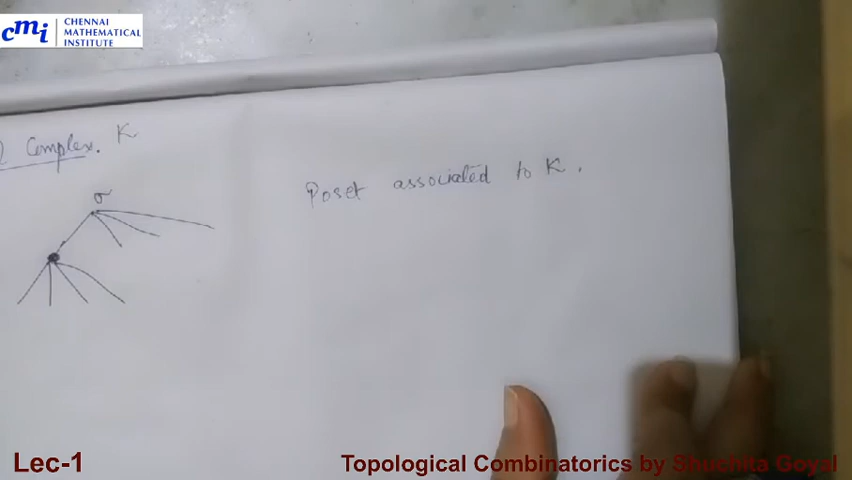 cmi
CHENNAI
MATHEMATICAL
INSTITUTE
Complex. K
σ
Poset associated to K.
Lec-1
Topological Combinatorics by Shuchita Goyal